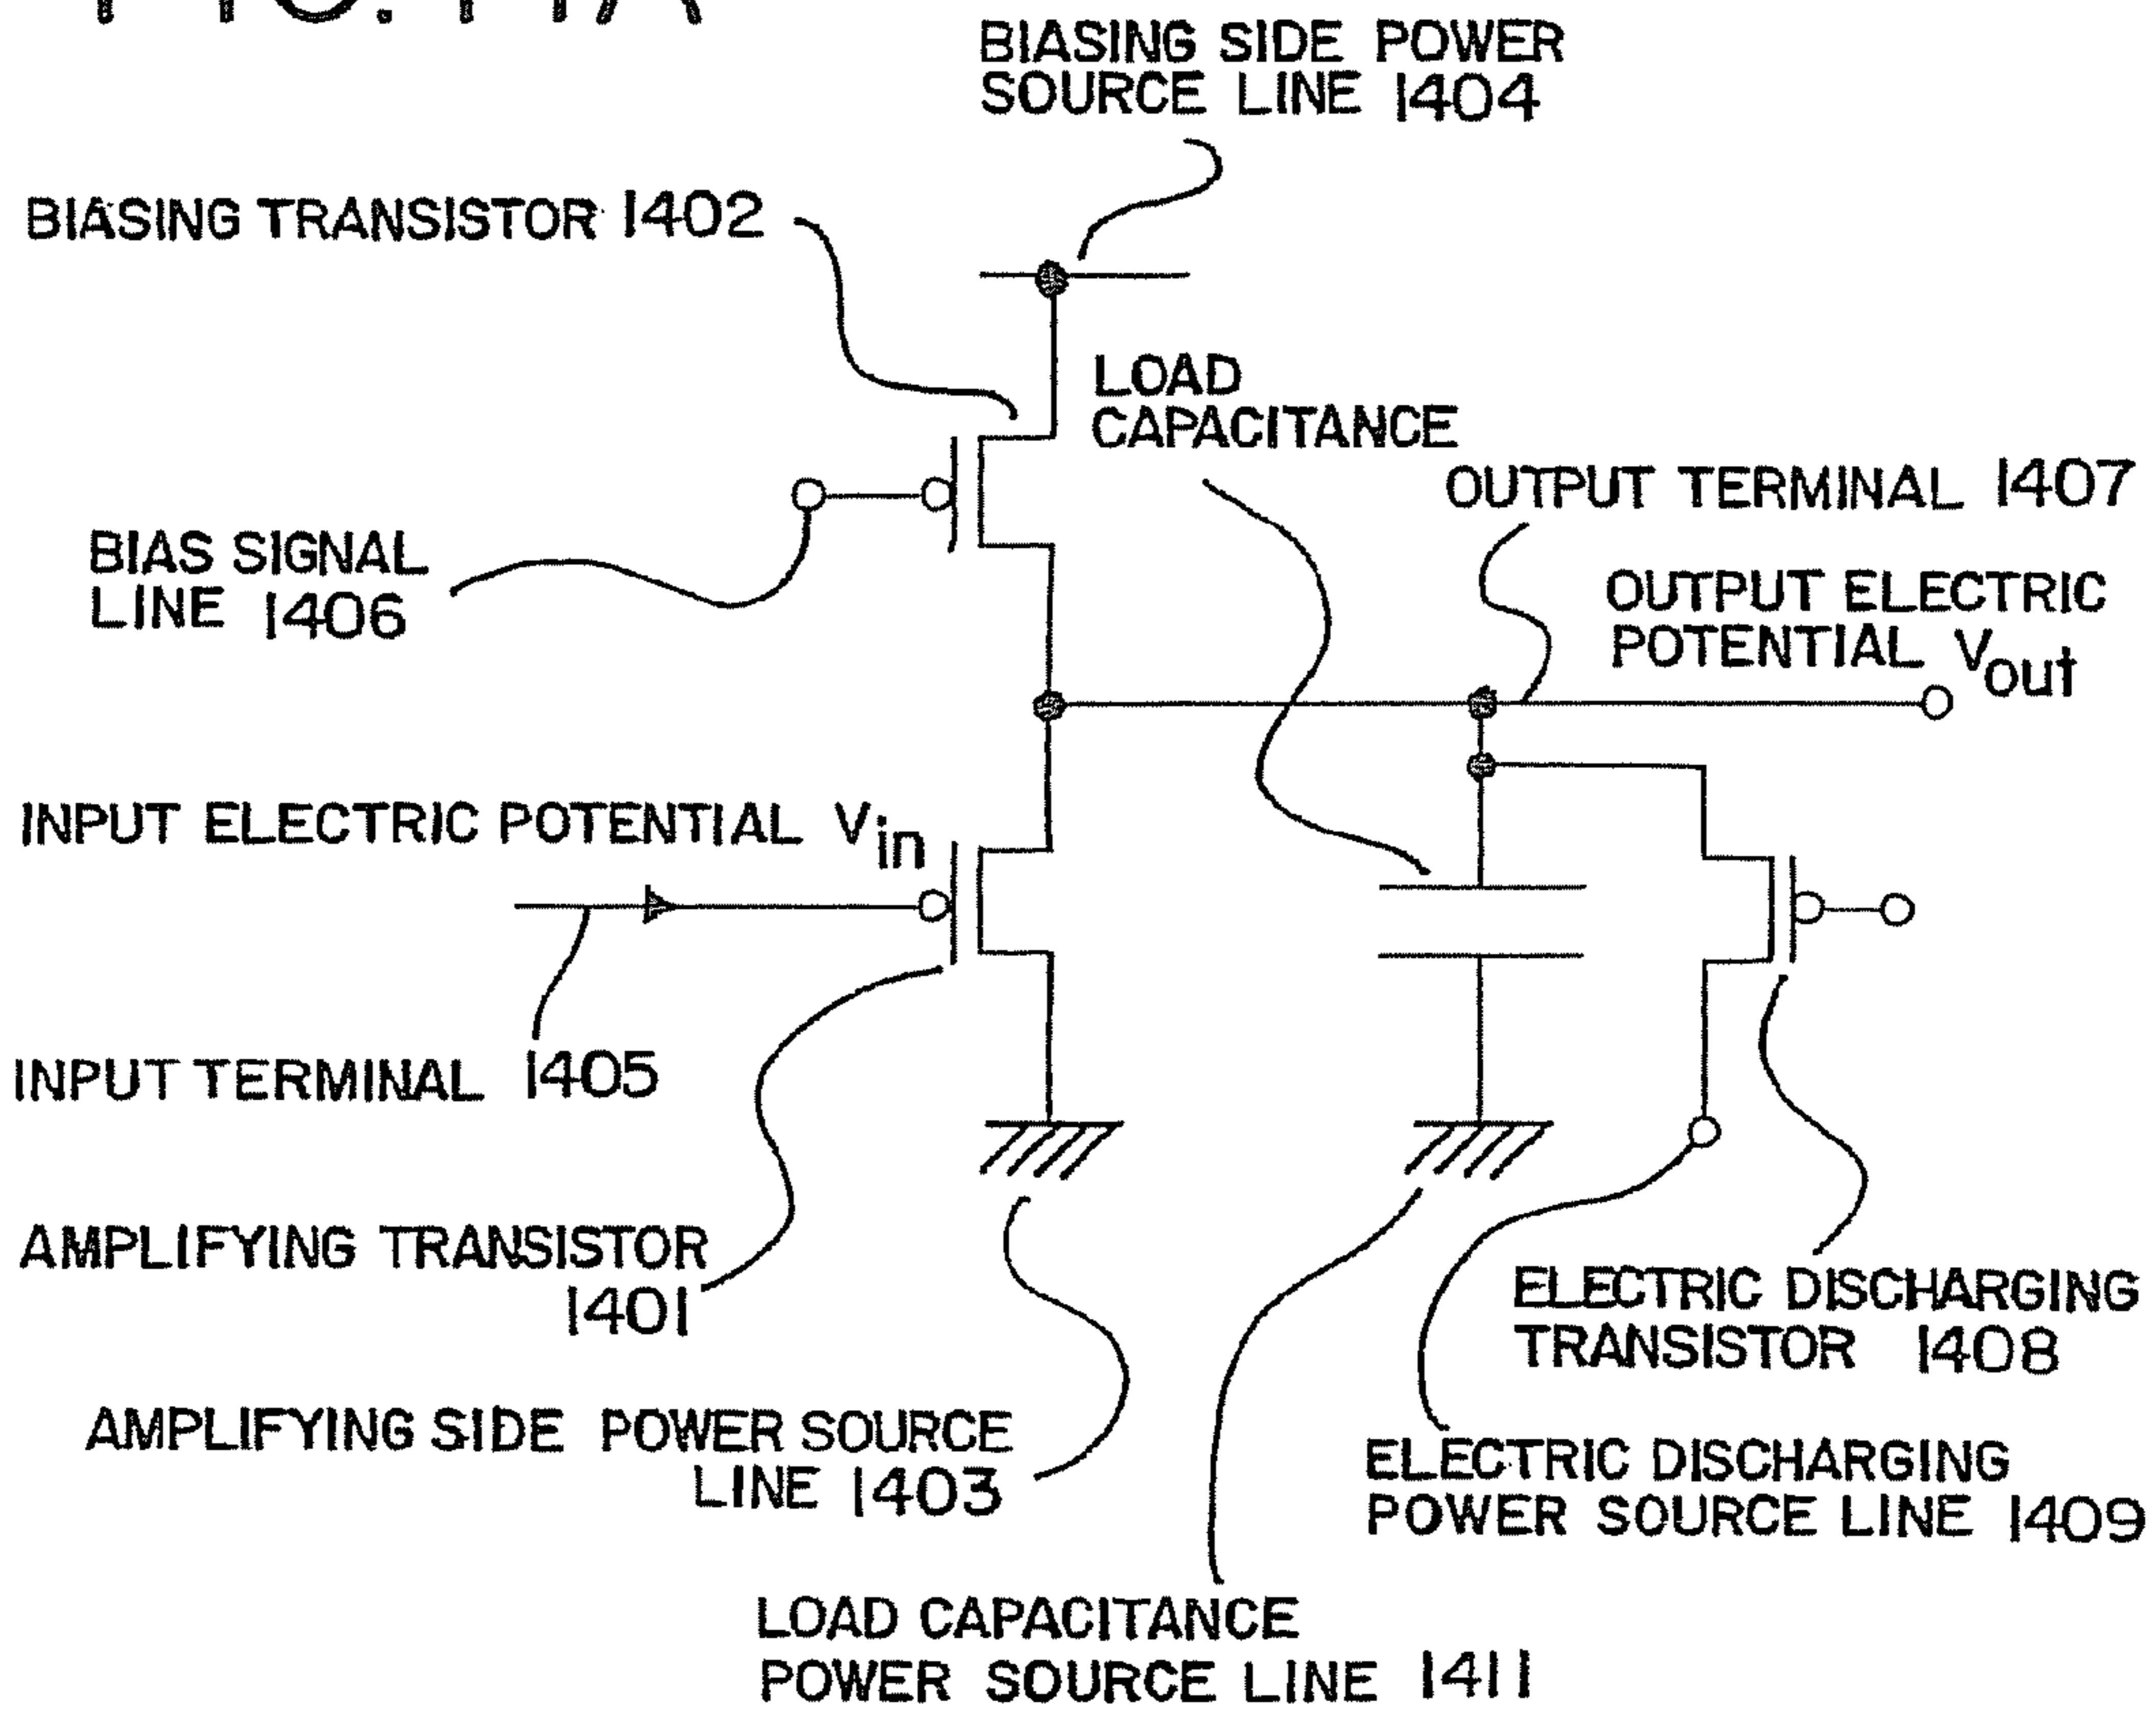 FIG. 14A
BIASING SIDE POWER
SOURCE LINE 1404
BIASING TRANSISTOR 1402
LOAD
CAPACITANCE
OUTPUT TERMINAL 1407
BIAS SIGNAL
LINE 1406
OUTPUT ELECTRIC
POTENTIAL Vout
INPUT ELECTRIC POTENTIAL Vin
INPUT TERMINAL 1405
AMPLIFYING TRANSISTOR
1401
ELECTRIC DISCHARGING
TRANSISTOR 1408
AMPLIFYING SIDE POWER SOURCE
LINE 1403
ELECTRIC DISCHARGING
POWER SOURCE LINE 1409
LOAD CAPACITANCE
POWER SOURCE LINE 1411